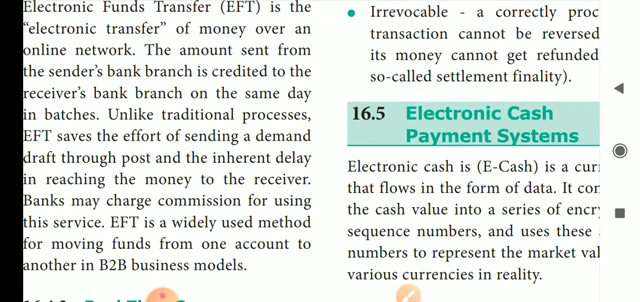 Electronic Funds Transfer (EFT) is the
“electronic transfer” of money over an
online network. The amount sent from
the sender’s bank branch is credited to the
receiver’s bank branch on the same day
in batches. Unlike traditional processes,
EFT saves the effort of sending a demand
draft through post and the inherent delay
in reaching the money to the receiver.
Banks may charge commission for using
this service. EFT is a widely used method
for moving funds from one account to
another in B2B business models.
• Irrevocable - a correctly proc
transaction cannot be reversed
its money cannot get refunded
so-called settlement finality).
16.5 Electronic Cash
Payment Systems
Electronic cash is (E-Cash) is a cur
that flows in the form of data. It con
the cash value into a series of encr
sequence numbers, and uses these
numbers to represent the market val
various currencies in reality.